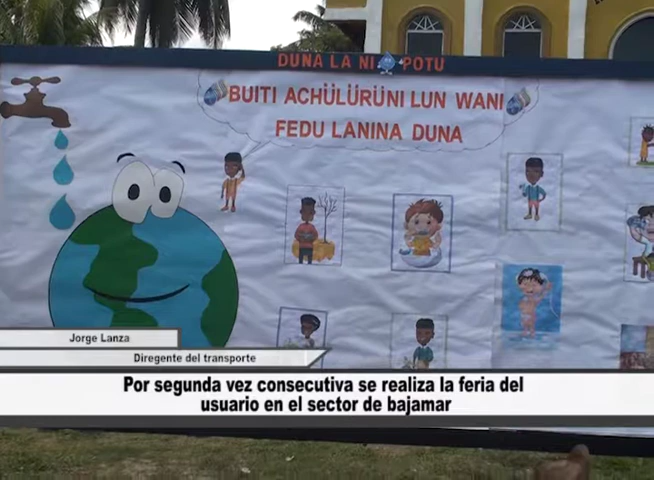 DUNA LA NI POTU
BUITI ACHÜLÜRÜNI LUN WANI
FEDU LANINA DUNA
Jorge Lanza
Diregente del transporte
Por segunda vez consecutiva se realiza la feria del
usuario en el sector de bajamar